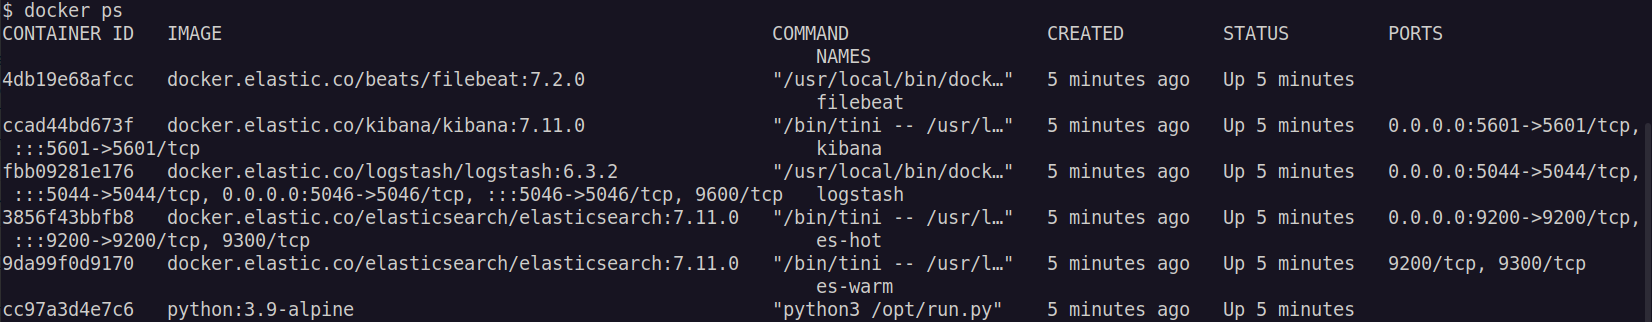 $ docker ps
CONTAINER ID   IMAGE                                                  COMMAND                  CREATED         STATUS         PORTS
                                                                          NAMES
4db19e68afcc   docker.elastic.co/beats/filebeat:7.2.0                 "/usr/local/bin/dock…"   5 minutes ago   Up 5 minutes
                                                                          filebeat
ccad44bd673f   docker.elastic.co/kibana/kibana:7.11.0                 "/bin/tini -- /usr/l…"   5 minutes ago   Up 5 minutes   0.0.0.0:5601->5601/tcp,
 :::5601->5601/tcp                                                        kibana
fbb09281e176   docker.elastic.co/logstash/logstash:6.3.2              "/usr/local/bin/dock…"   5 minutes ago   Up 5 minutes   0.0.0.0:5044->5044/tcp,
 :::5044->5044/tcp, 0.0.0.0:5046->5046/tcp, :::5046->5046/tcp, 9600/tcp   logstash
3856f43bbfb8   docker.elastic.co/elasticsearch/elasticsearch:7.11.0   "/bin/tini -- /usr/l…"   5 minutes ago   Up 5 minutes   0.0.0.0:9200->9200/tcp,
 :::9200->9200/tcp, 9300/tcp                                              es-hot
9da99f0d9170   docker.elastic.co/elasticsearch/elasticsearch:7.11.0   "/bin/tini -- /usr/l…"   5 minutes ago   Up 5 minutes   9200/tcp, 9300/tcp
                                                                          es-warm
cc97a3d4e7c6   python:3.9-alpine                                      "python3 /opt/run.py"    5 minutes ago   Up 5 minutes